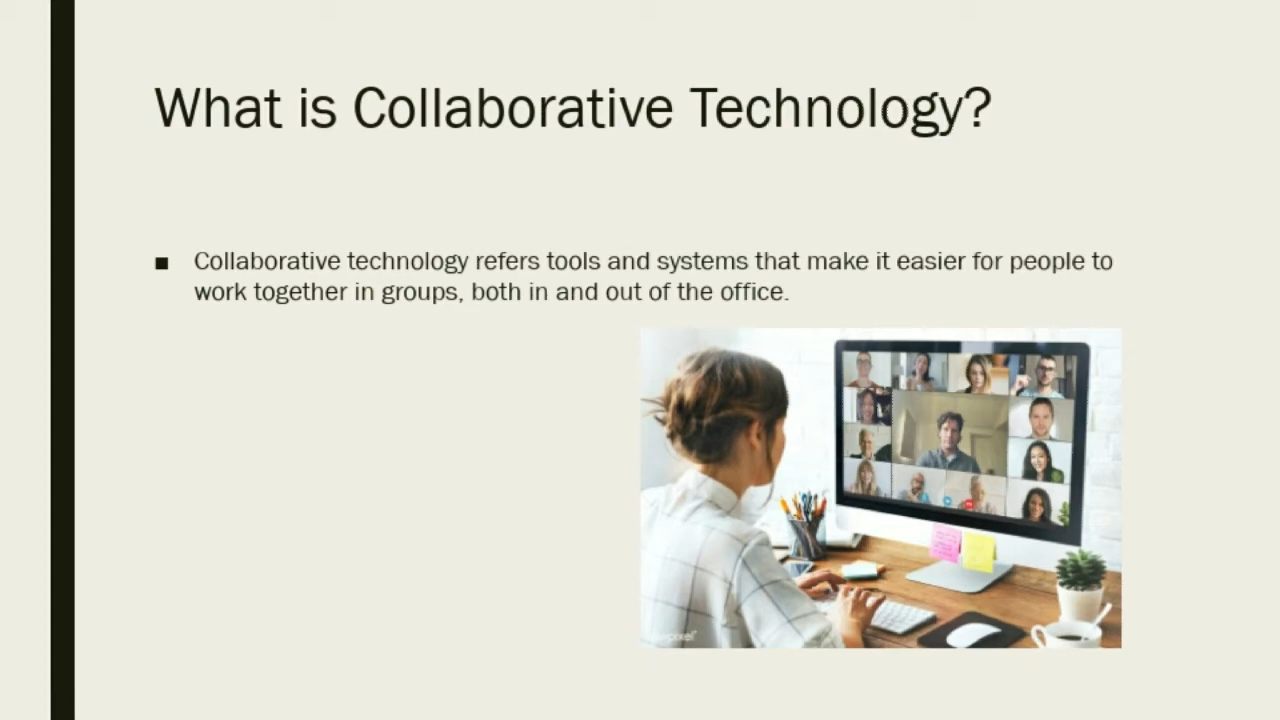 What is Collaborative Technology?
■ Collaborative technology refers tools and systems that make it easier for people to
work together in groups, both in and out of the office.